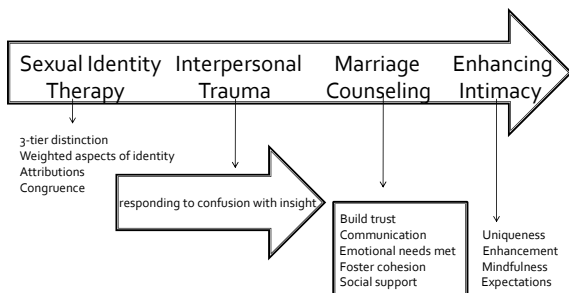 Sexual Identity Therapy
Interpersonal Trauma
Marriage Counseling
Enhancing Intimacy
3-tier distinction
Weighted aspects of identity
Attributions
Congruence
responding to confusion with insight
Build trust
Communication
Emotional needs met
Foster cohesion
Social support
Uniqueness
Enhancement
Mindfulness
Expectations